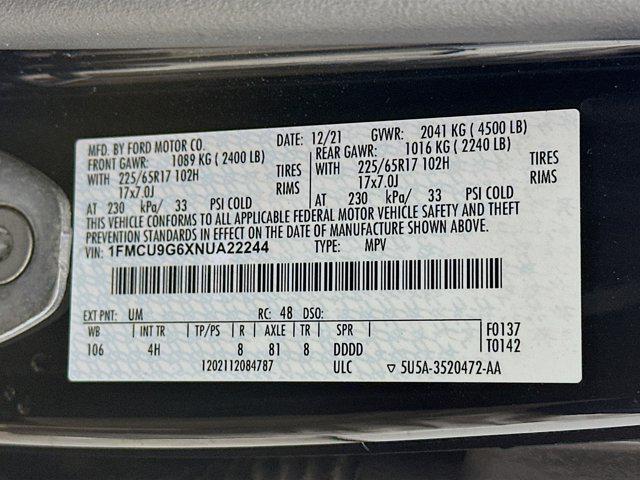 MFD. BY FORD MOTOR CO. DATE: 12/21 GVWR: 2041 KG ( 4500 LB)
FRONT GAWR: 1089 KG ( 2400 LB) REAR GAWR: 1016 KG ( 2240 LB)
WITH 225/65R17 102H TIRES WITH 225/65R17 102H TIRES
17x7.0J RIMS 17x7.0J RIMS
AT 230 kPa/ 33 PSI COLD AT 230 kPa/ 33 PSI COLD
THIS VEHICLE CONFORMS TO ALL APPLICABLE FEDERAL MOTOR VEHICLE SAFETY AND THEFT
PREVENTION STANDARDS IN EFFECT ON THE DATE OF MANUFACTURE SHOWN ABOVE.
VIN: 1FMCU9G6XNUA22244 TYPE: MPV
EXT PNT: UM RC: 48 DSO:
WB INT TR TP/PS R AXLE TR SPR F0137
106 4H 8 81 8 DDDD T0142
1202112084787 ULC ▽ 5U5A-3520472-AA